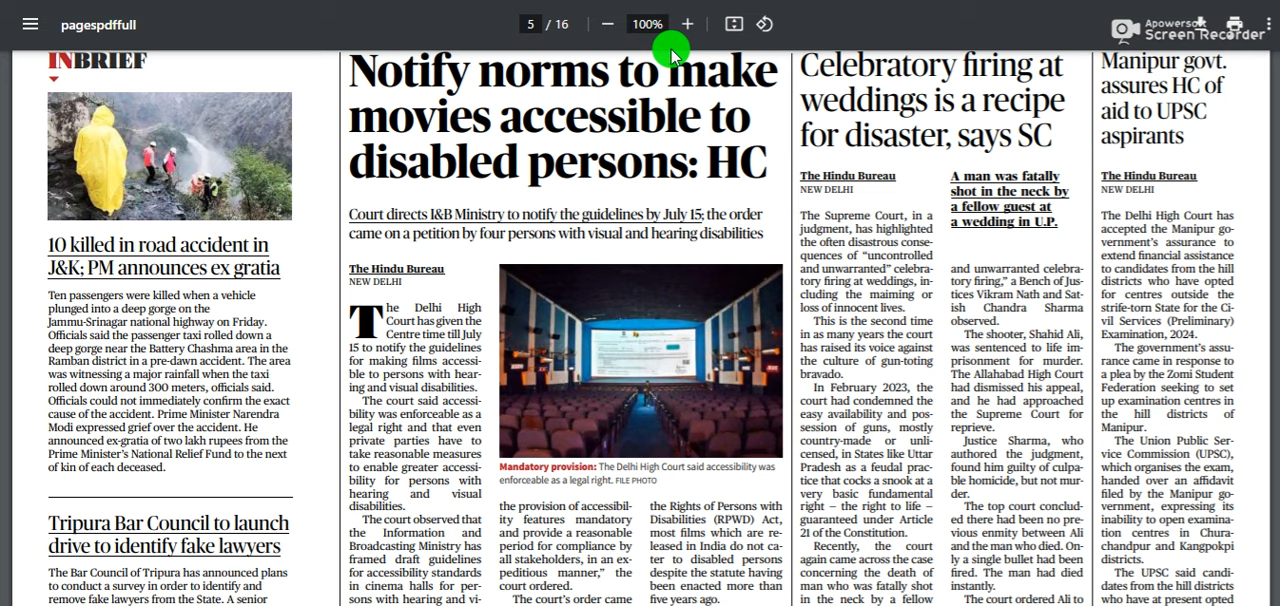 pagespdffull
5 / 16
100%
Apowersoft
Screen Recorder
INBRIEF
10 killed in road accident in
J&K; PM announces ex gratia
Ten passengers were killed when a vehicle
plunged into a deep gorge on the
Jammu-Srinagar national highway on Friday.
Officials said the passenger taxi rolled down a
deep gorge near the Battery Chashma area in the
Ramban district in a pre-dawn accident. The area
was witnessing a major rainfall when the taxi
rolled down around 300 meters, officials said.
Officials could not immediately confirm the exact
cause of the accident. Prime Minister Narendra
Modi expressed grief over the accident. He
announced ex-gratia of two lakh rupees from the
Prime Minister's National Relief Fund to the next
of kin of each deceased.
Tripura Bar Council to launch
drive to identify fake lawyers
The Bar Council of Tripura has announced plans
to conduct a survey in order to identify and
remove fake lawyers from the State. A senior
Notify norms to make
movies accessible to
disabled persons: HC
Court directs I&B Ministry to notify the guidelines by July 15; the order
came on a petition by four persons with visual and hearing disabilities
The Hindu Bureau
NEW DELHI
The Delhi High
Court has given the
Centre time till July
15 to notify the guidelines
for making films accessi-
ble to persons with hear-
ing and visual disabilities.
The court said accessi-
bility was enforceable as a
legal right and that even
private parties have to
take reasonable measures
to enable greater accessi-
bility for persons with
hearing and visual
disabilities.
The court observed that
the Information and
Broadcasting Ministry has
framed draft guidelines
for accessibility standards
in cinema halls for per-
sons with hearing and vi-
Mandatory provision: The Delhi High Court said accessibility was
enforceable as a legal right. FILE PHOTO
the provision of accessibil-
ity features mandatory
and provide a reasonable
period for compliance by
all stakeholders, in an ex-
peditious manner," the
court ordered.
The court's order came
the Rights of Persons with
Disabilities (RPWD) Act,
most films which are re-
leased in India do not ca-
ter to disabled persons
despite the statute having
been enacted more than
five years ago.
Celebratory firing at
weddings is a recipe
for disaster, says SC
The Hindu Bureau
NEW DELHI
The Supreme Court, in a
judgment, has highlighted
the often disastrous conse-
quences of "uncontrolled
and unwarranted" celebra-
tory firing at weddings, in-
cluding the maiming or
loss of innocent lives.
This is the second time
in as many years the court
has raised its voice against
the culture of gun-toting
bravado.
In February 2023, the
court had condemned the
easy availability and pos-
session of guns, mostly
country-made or unli-
censed, in States like Uttar
Pradesh as a feudal prac-
tice that cocks a snook at a
very basic fundamental
right – the right to life –
guaranteed under Article
21 of the Constitution.
Recently, the court
again came across the case
concerning the death of
man who was fatally shot
in the neck by a fellow
A man was fatally
shot in the neck by
a fellow guest at
a wedding in U.P.
and unwarranted celebra-
tory firing," a Bench of Jus-
tices Vikram Nath and Sat-
ish Chandra Sharma
observed.
The shooter, Shahid Ali,
was sentenced to life im-
prisonment for murder.
The Allahabad High Court
had dismissed his appeal,
and he had approached
the Supreme Court for
reprieve.
Justice Sharma, who
authored the judgment,
found him guilty of culpa-
ble homicide, but not mur-
der.
The top court conclud-
ed there had been no pre-
vious enmity between Ali
and the man who died. On-
ly a single bullet had been
fired. The man had died
instantly.
The court ordered Ali to
Manipur govt.
assures HC of
aid to UPSC
aspirants
The Hindu Bureau
NEW DELHI
The Delhi High Court has
accepted the Manipur go-
vernment's assurance to
extend financial assistance
to candidates from the hill
districts who have opted
for centres outside the
strife-torn State for the Ci-
vil Services (Preliminary)
Examination, 2024.
The government's assu-
rance came in response to
a plea by the Zomi Student
Federation seeking to set
up examination centres in
the hill districts of
Manipur.
The Union Public Ser-
vice Commission (UPSC),
which organises the exam,
handed over an affidavit
filed by the Manipur go-
vernment, expressing its
inability to open examina-
tion centres in Chura-
chandpur and Kangpokpi
districts.
The UPSC said candi-
dates from the hill districts
who have at present opted